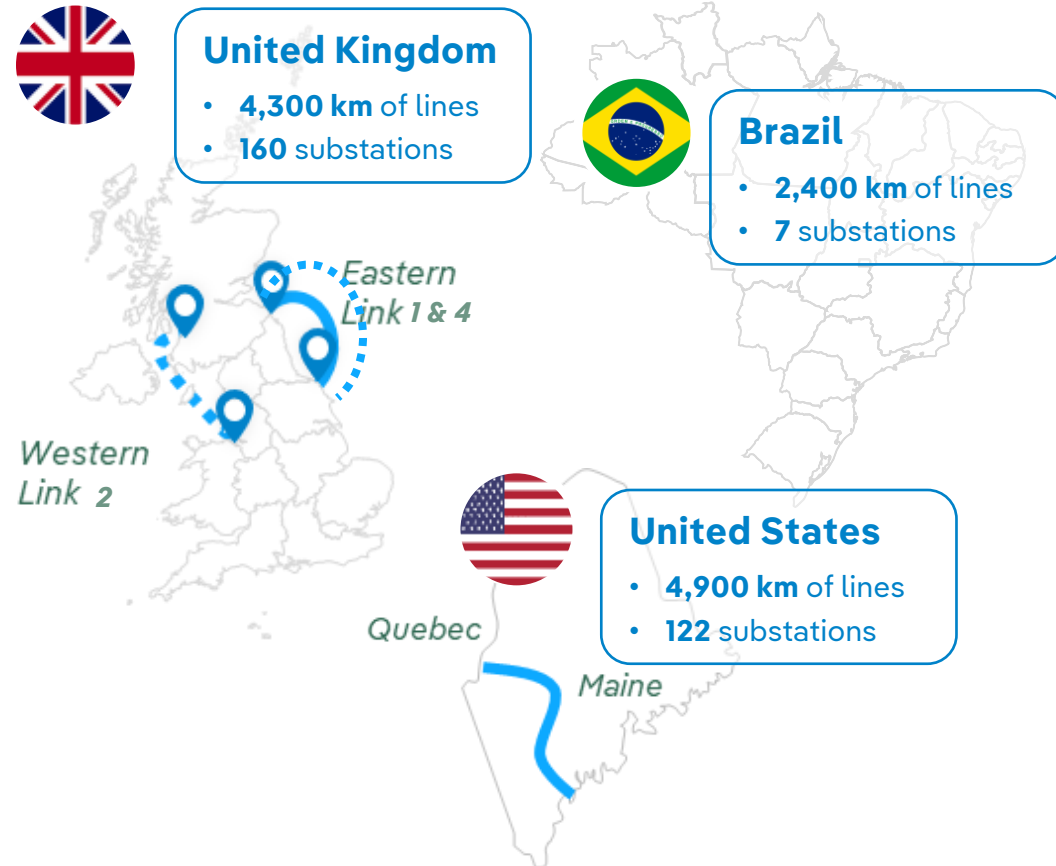 United Kingdom
• 4,300 km of lines
• 160 substations
Brazil
• 2,400 km of lines
• 7 substations
Eastern
Link 1 & 4
Western
Link 2
United States
• 4,900 km of lines
• 122 substations
Quebec
Maine